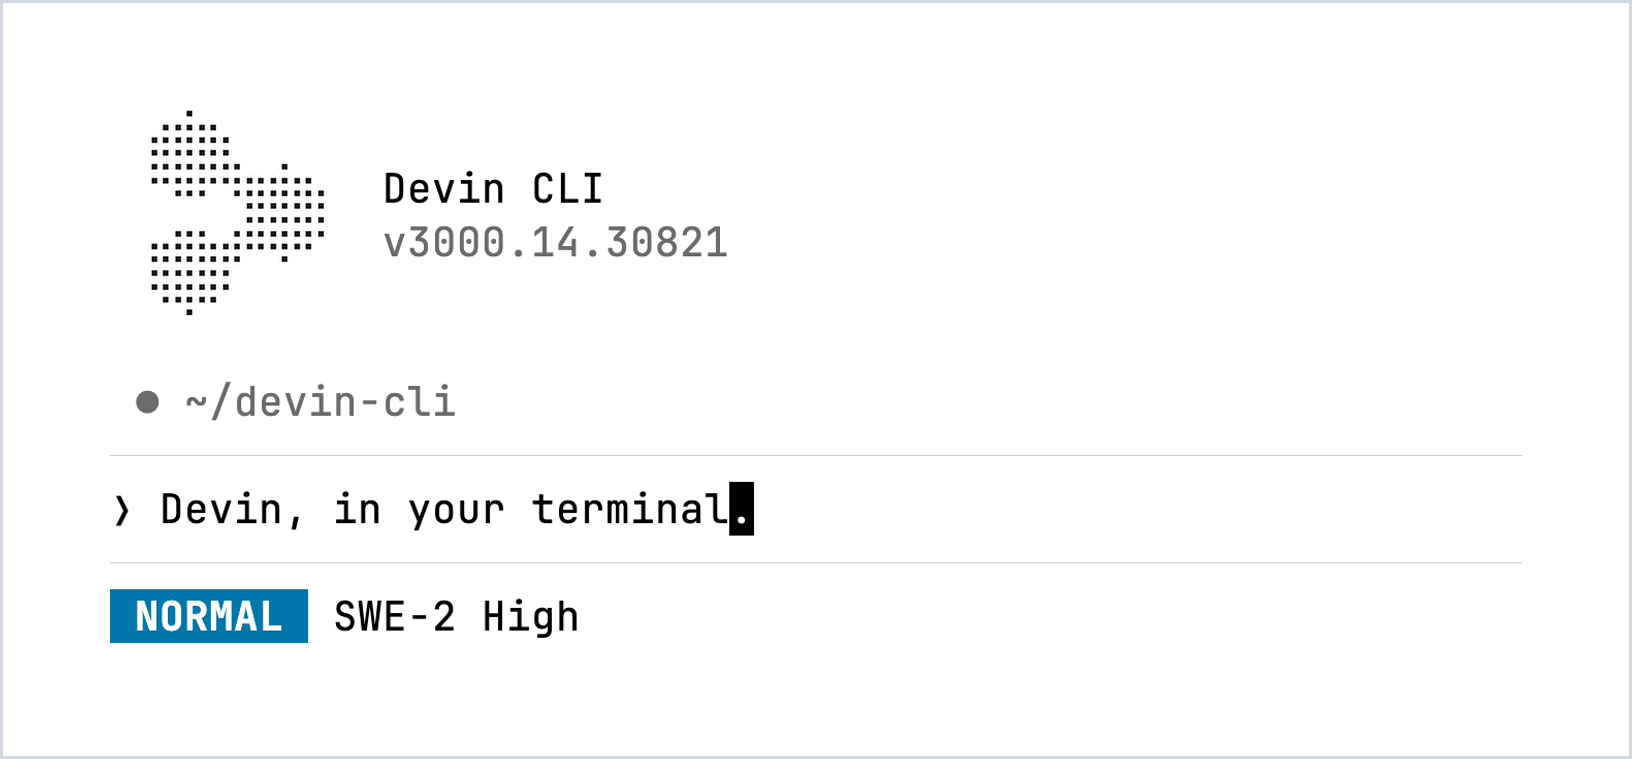 Devin CLI
v3000.14.30821
~/devin-cli
❯ Devin, in your terminal.
NORMAL SWE-2 High